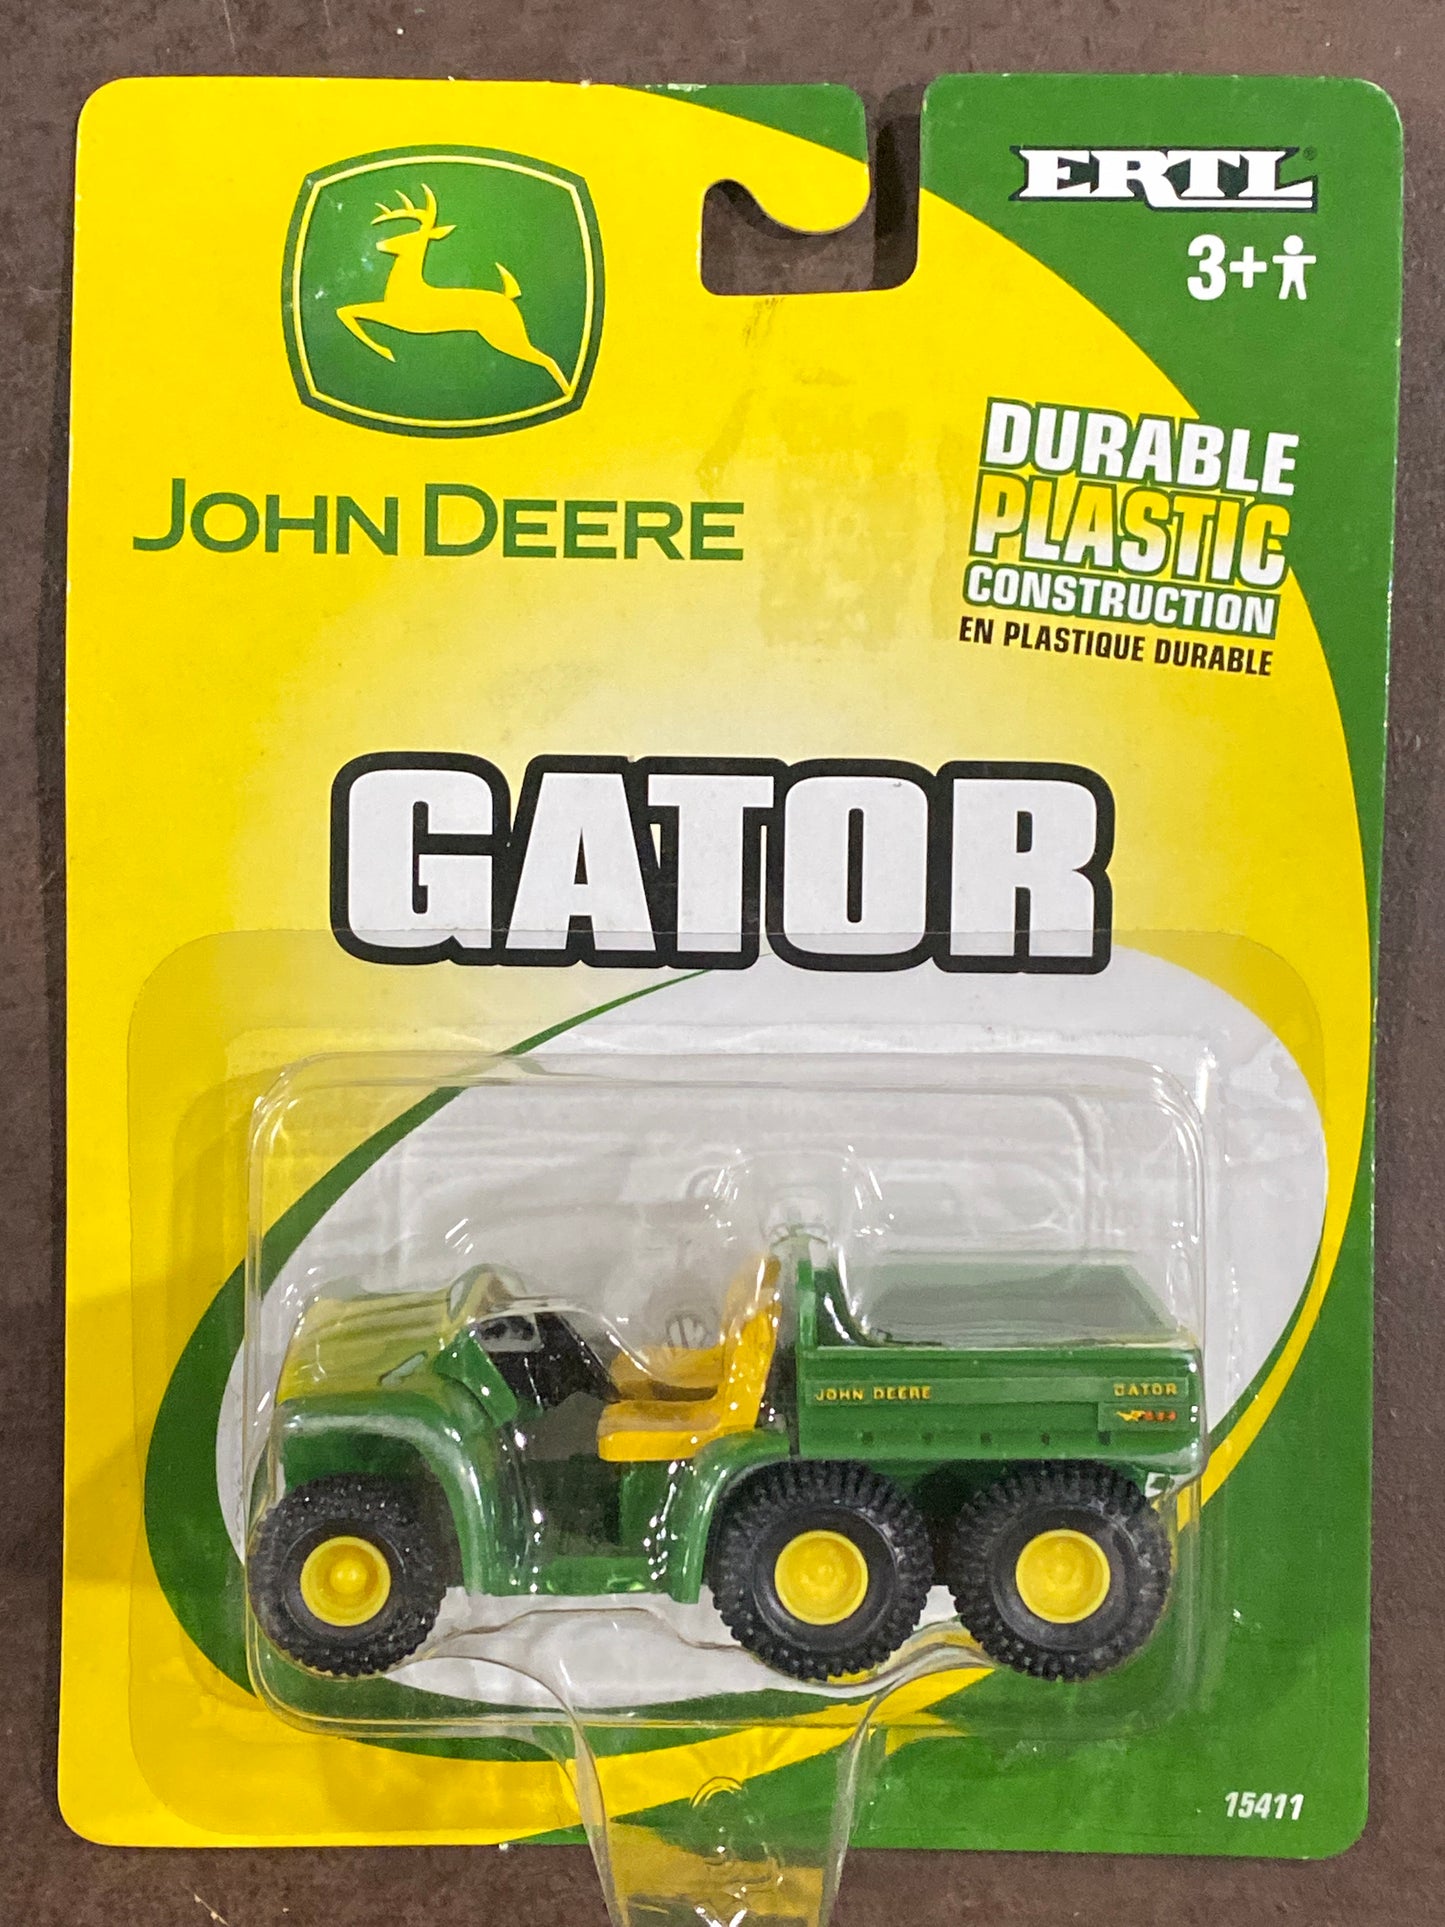 ERTL®
3+
JOHN DEERE
DURABLE
PLASTIC
CONSTRUCTION
EN PLASTIQUE DURABLE
GATOR
JOHN DEERE GATOR
15411